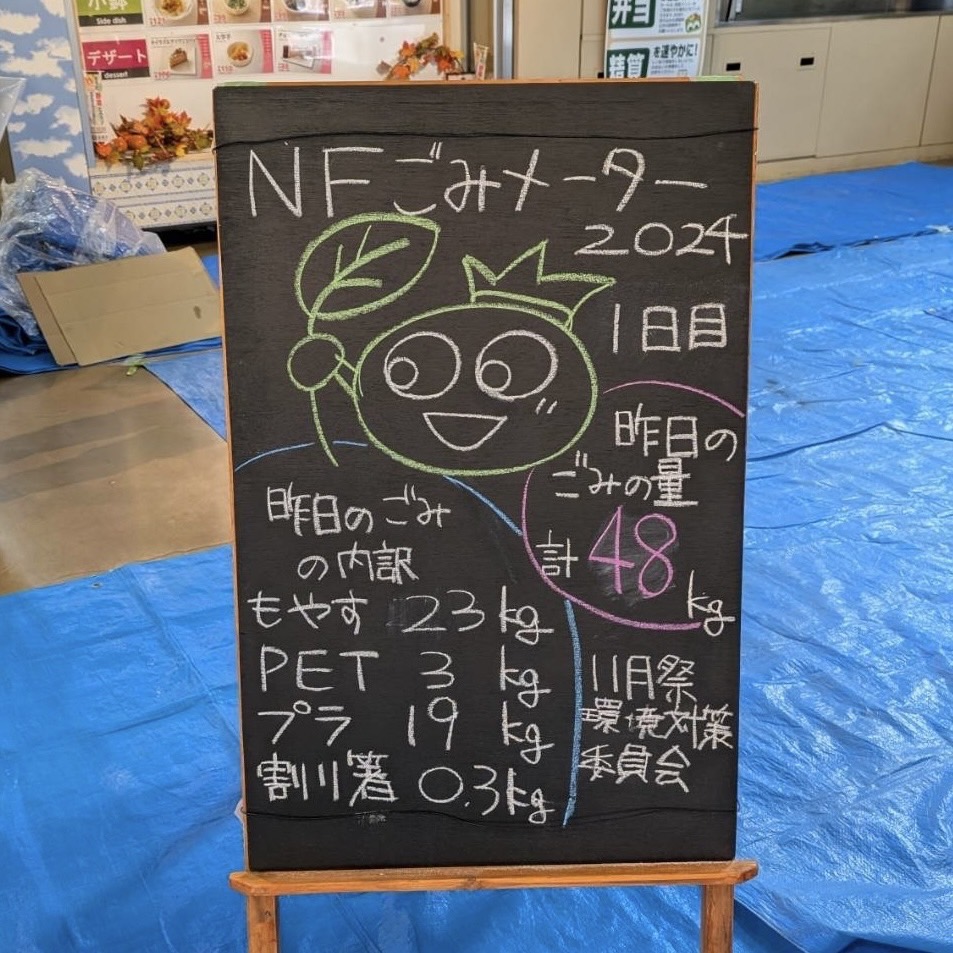 小鉢
Side dish
デザート
dessert
弁当
精算
を速やかに!
NFごみメーター
2024
1日目
昨日の
ごみの量
計 48
kg
昨日のごみ
の内訳
もやす 23 kg
PET 3 kg
プラ 19 kg
割り箸 0.3kg
11月祭
環境対策
委員会